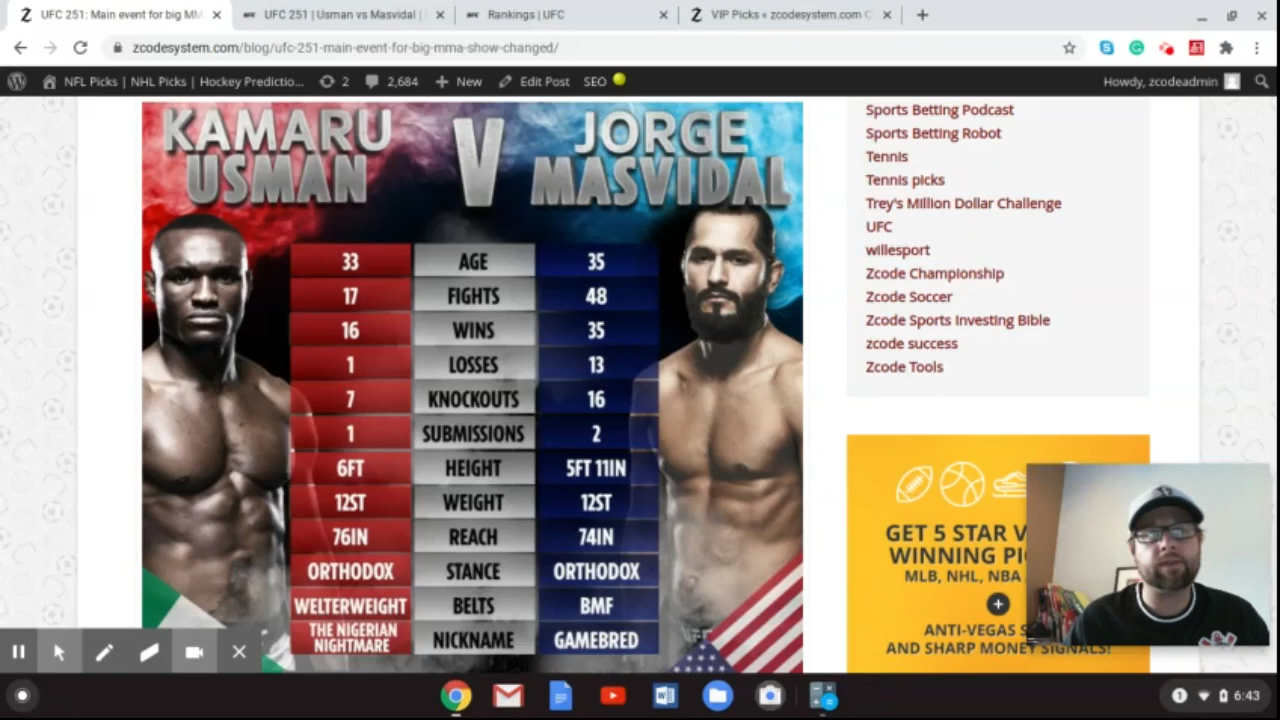 UFC 251: Main event for big MM
UFC 251 | Usman vs Masvidal |
Rankings | UFC
VIP Picks « zcodesystem.com C
zcodesystem.com/blog/ufc-251-main-event-for-big-mma-show-changed/
NFL Picks | NHL Picks | Hockey Predictio... 2 2,684 New Edit Post SEO Howdy, zcodeadmin
KAMARU USMAN
V
JORGE MASVIDAL
33 AGE 35
17 FIGHTS 48
16 WINS 35
1 LOSSES 13
7 KNOCKOUTS 16
1 SUBMISSIONS 2
6FT HEIGHT 5FT 11IN
12ST WEIGHT 12ST
76IN REACH 74IN
ORTHODOX STANCE ORTHODOX
WELTERWEIGHT BELTS BMF
THE NIGERIAN NIGHTMARE NICKNAME GAMEBRED
Sports Betting Podcast
Sports Betting Robot
Tennis
Tennis picks
Trey's Million Dollar Challenge
UFC
willesport
Zcode Championship
Zcode Soccer
Zcode Sports Investing Bible
zcode success
Zcode Tools
GET 5 STAR V
WINNING PI
MLB, NHL, NBA
ANTI-VEGAS S
AND SHARP MONEY SIGNALS!
1 6:43